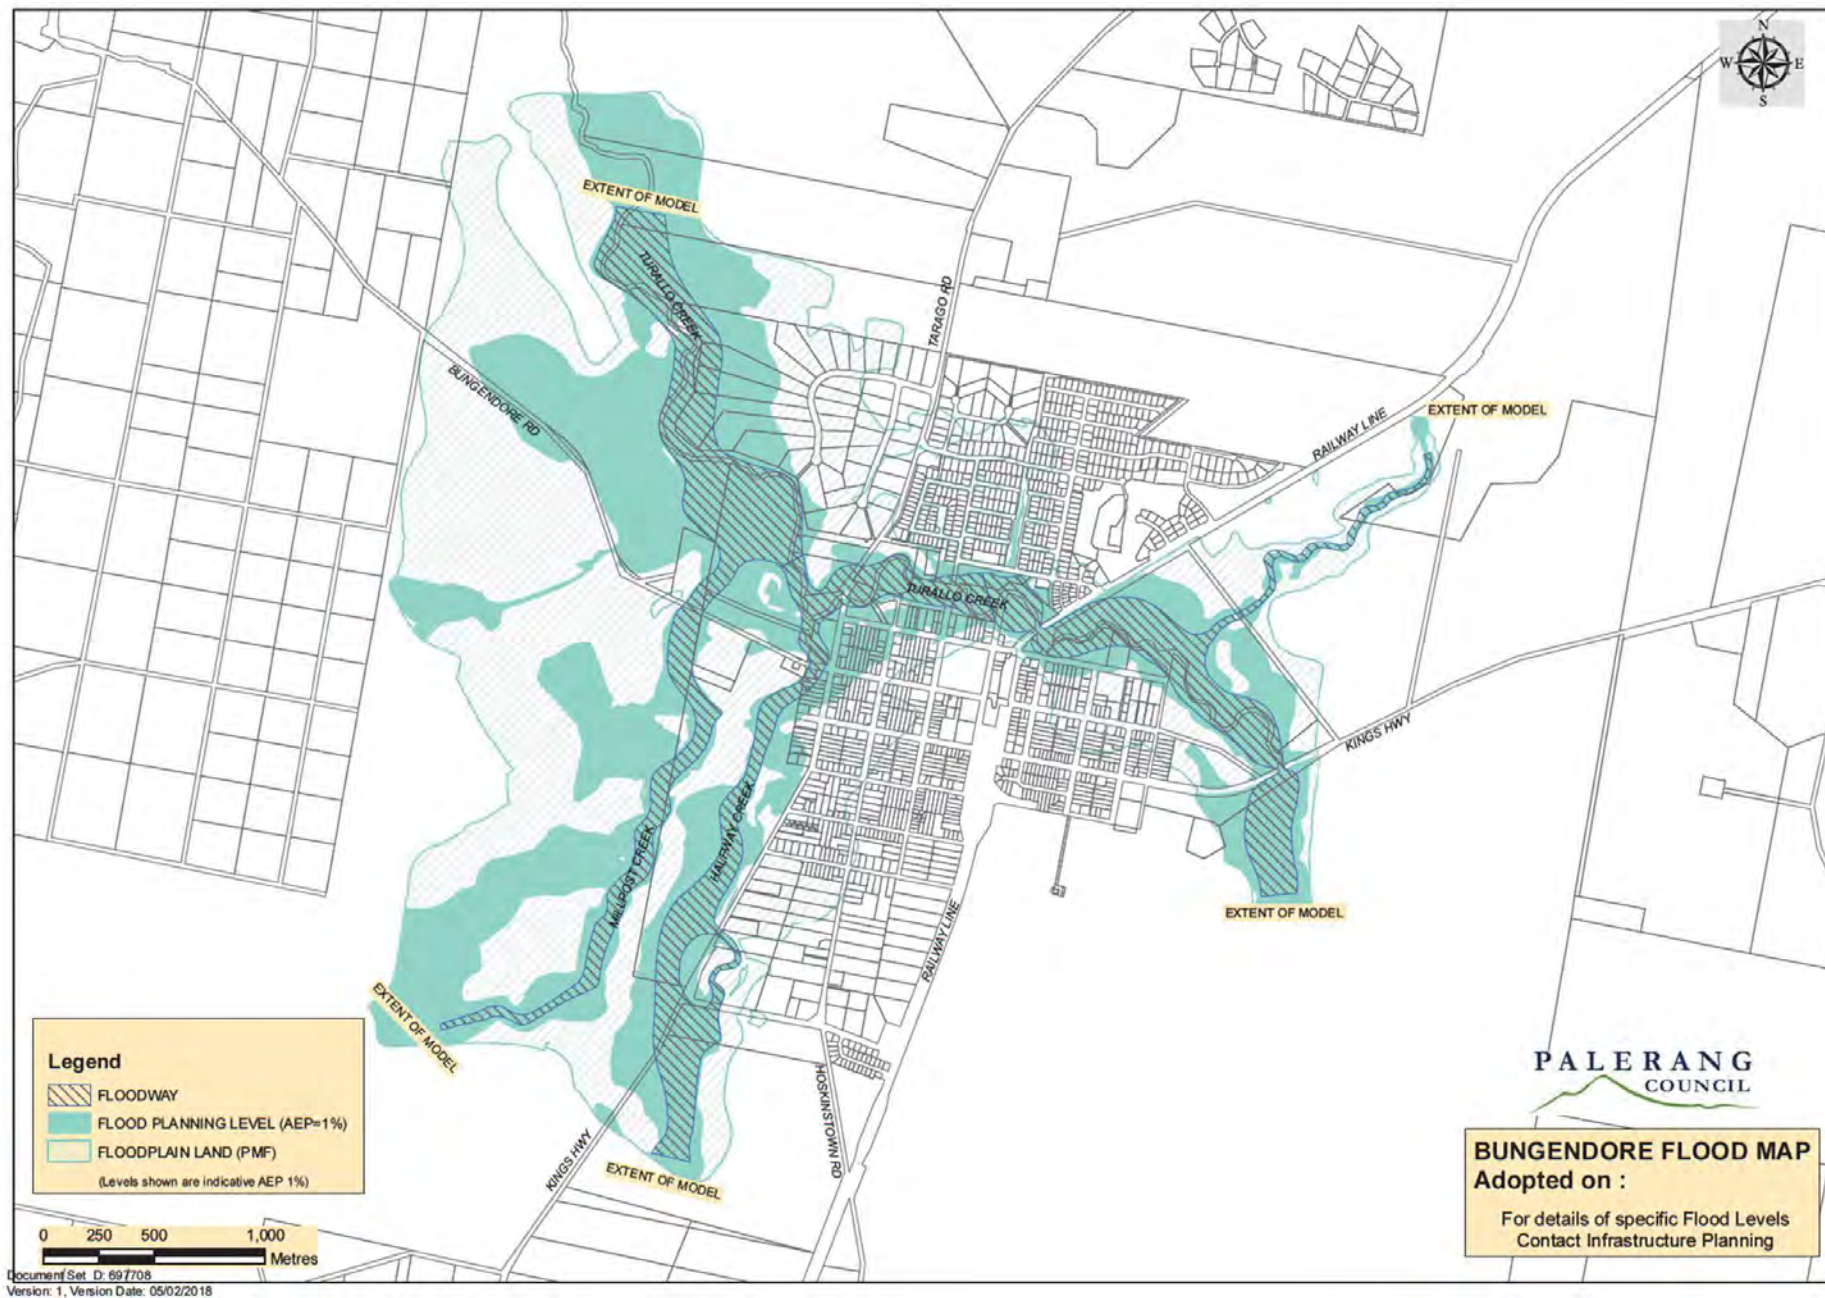 N
W E
S
EXTENT OF MODEL
TURALLO CREEK
TARAGO RD
BUNGENDORE RD
RAILWAY LINE
EXTENT OF MODEL
TURALLO CREEK
KINGS HWY
MILLPOST CREEK
HALFWAY CREEK
EXTENT OF MODEL
RAILWAY LINE
EXTENT OF MODEL
HOSKINSTOWN RD
KINGS HWY
EXTENT OF MODEL
Legend
FLOODWAY
FLOOD PLANNING LEVEL (AEP=1%)
FLOODPLAIN LAND (PMF)
(Levels shown are indicative AEP 1%)
0 250 500 1,000
Metres
PALERANG
COUNCIL
BUNGENDORE FLOOD MAP
Adopted on :
For details of specific Flood Levels
Contact Infrastructure Planning
Document Set ID: 697708
Version: 1, Version Date: 05/02/2018